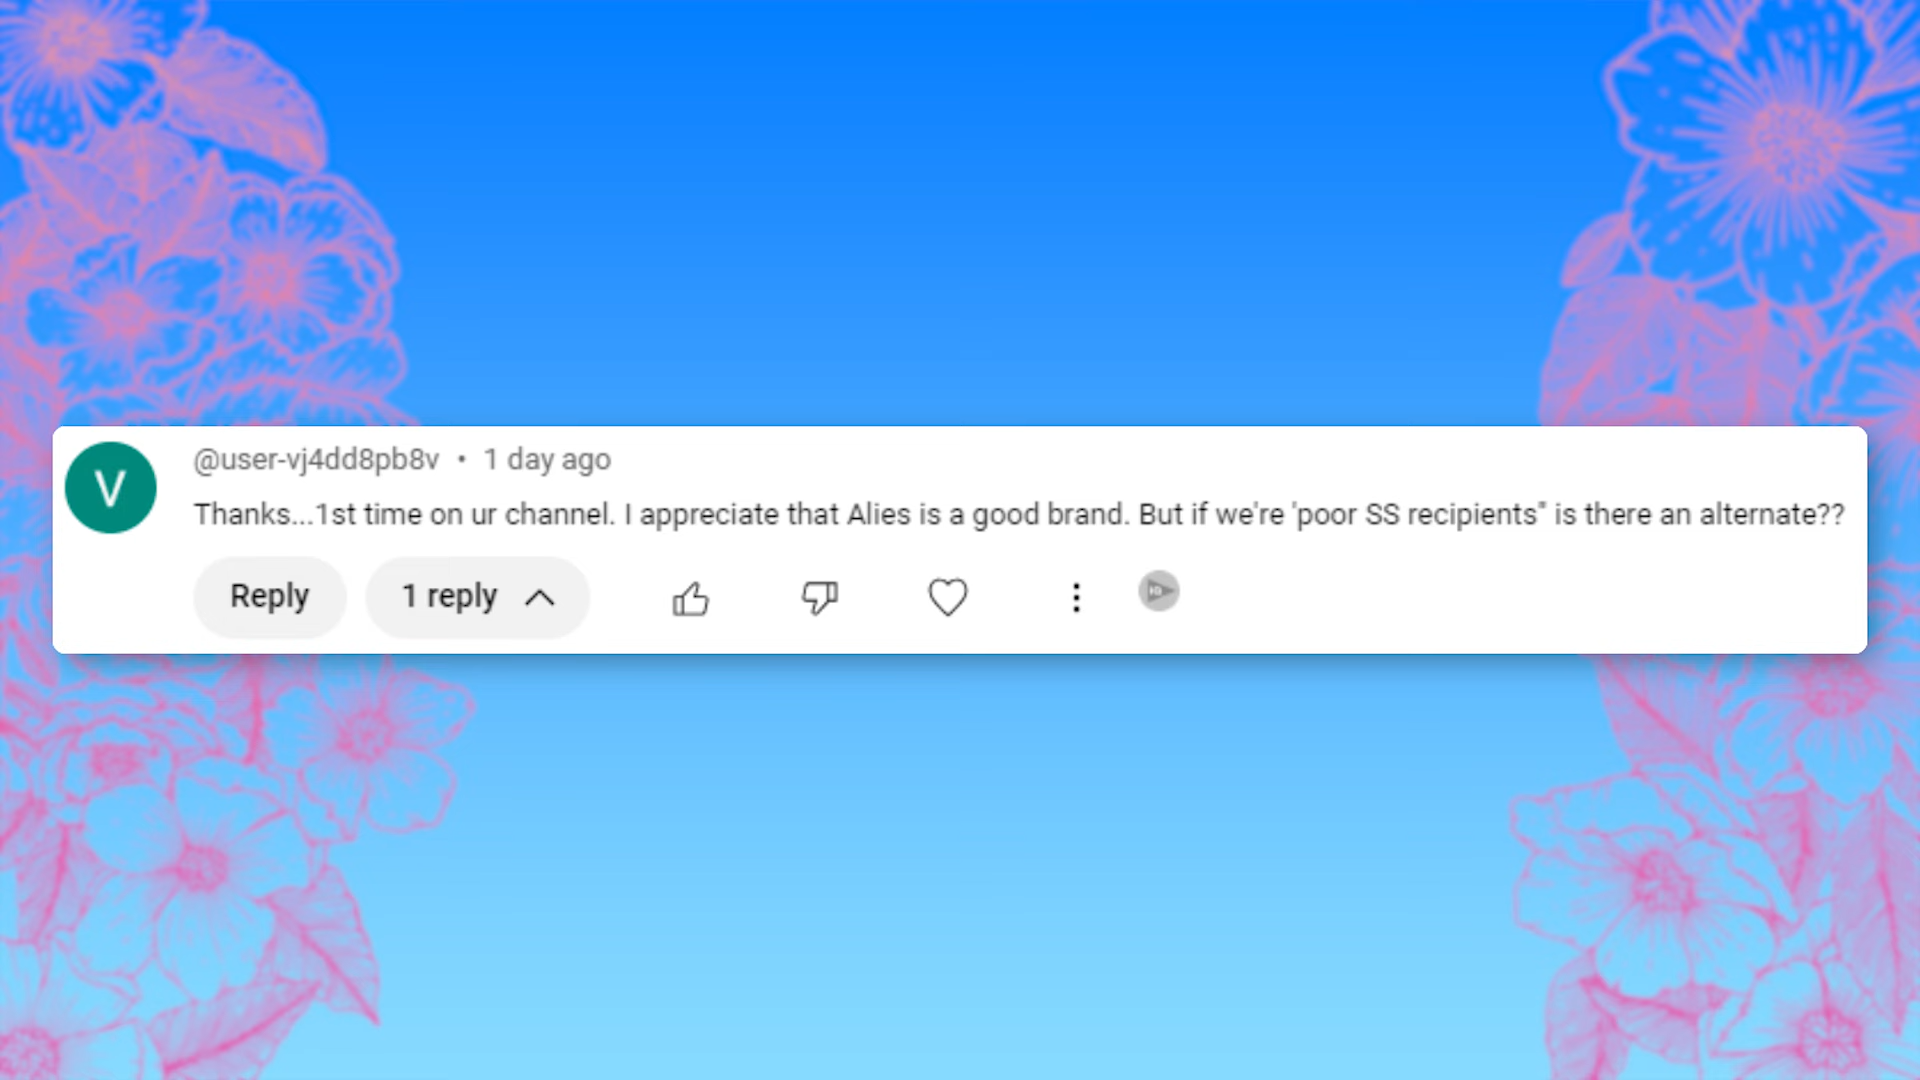 V
@user-vj4dd8pb8v • 1 day ago
Thanks...1st time on ur channel. I appreciate that Alies is a good brand. But if we're 'poor SS recipients" is there an alternate??
Reply
1 reply